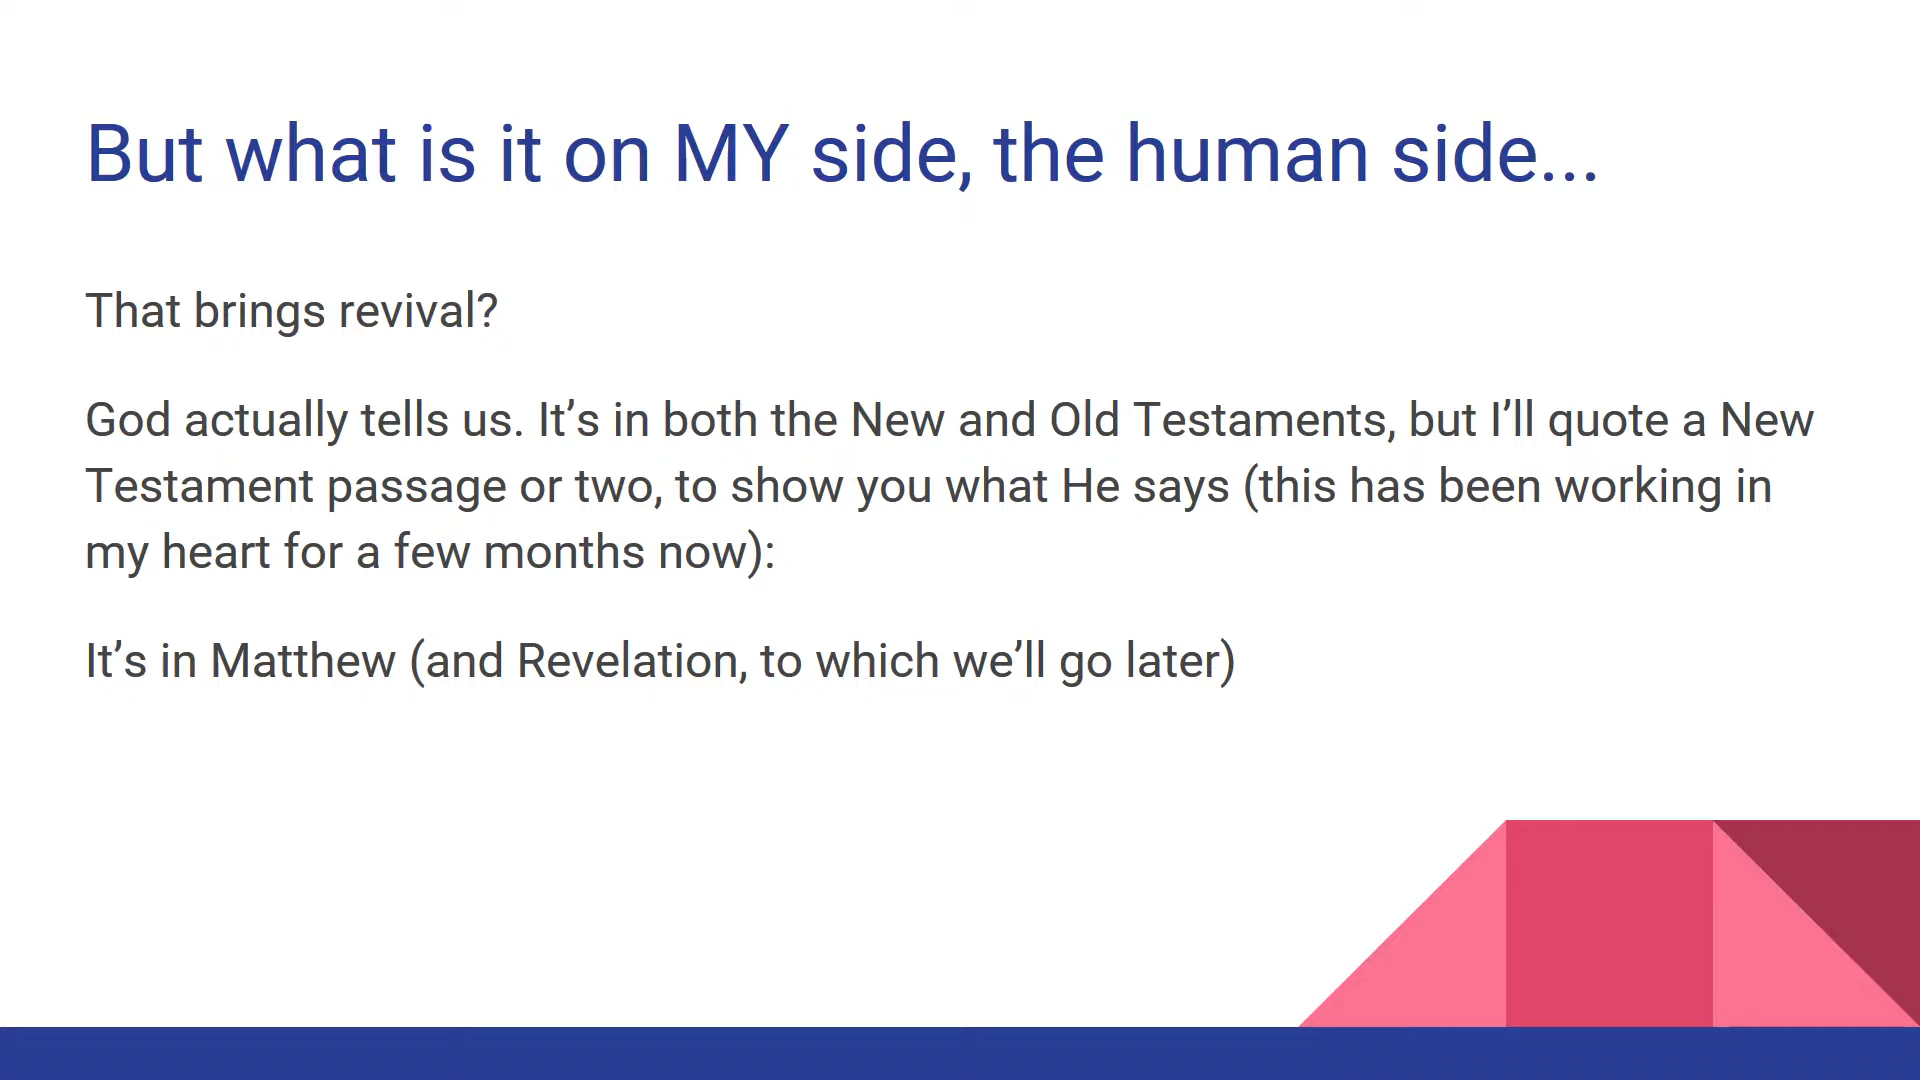 But what is it on MY side, the human side...
That brings revival?
God actually tells us. It’s in both the New and Old Testaments, but I’ll quote a New
Testament passage or two, to show you what He says (this has been working in
my heart for a few months now):
It’s in Matthew (and Revelation, to which we’ll go later)